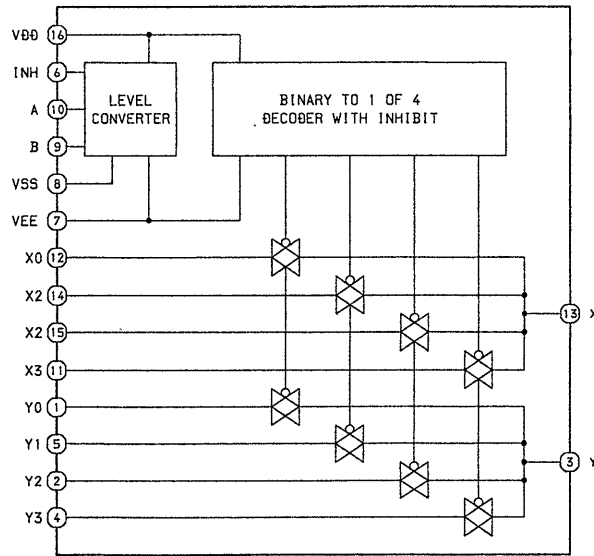 VDD 16
INH 6
A 10
B 9
VSS 8
VEE 7
X0 12
X2 14
X2 15
X3 11
Y0 1
Y1 5
Y2 2
Y3 4
LEVEL
CONVERTER
BINARY TO 1 OF 4
DECODER WITH INHIBIT
13 X
3 Y